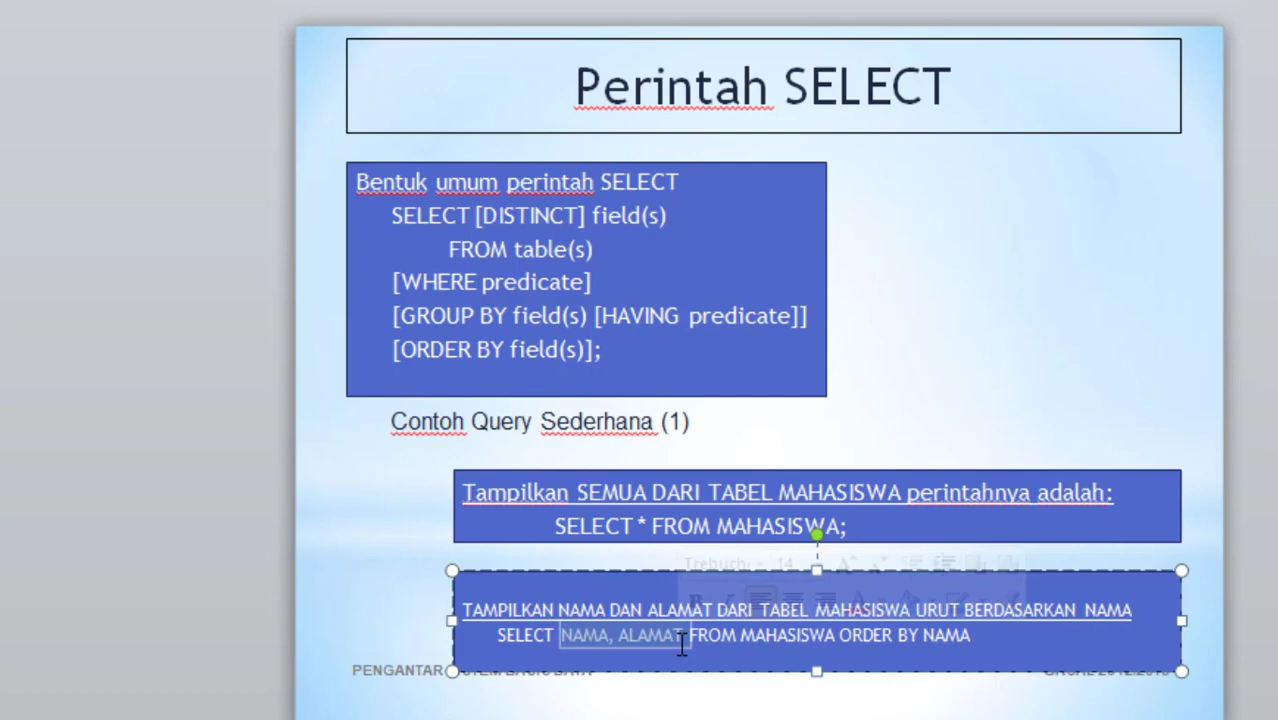 Perintah SELECT
Bentuk umum perintah SELECT
SELECT [DISTINCT] field(s)
FROM table(s)
[WHERE predicate]
[GROUP BY field(s) [HAVING predicate]]
[ORDER BY field(s)];
Contoh Query Sederhana (1)
Tampilkan SEMUA DARI TABEL MAHASISWA perintahnya adalah:
SELECT * FROM MAHASISWA;
14
TAMPILKAN NAMA DAN ALAMAT DARI TABEL MAHASISWA URUT BERDASARKAN NAMA
SELECT NAMA, ALAMAT FROM MAHASISWA ORDER BY NAMA
PENGANTAR